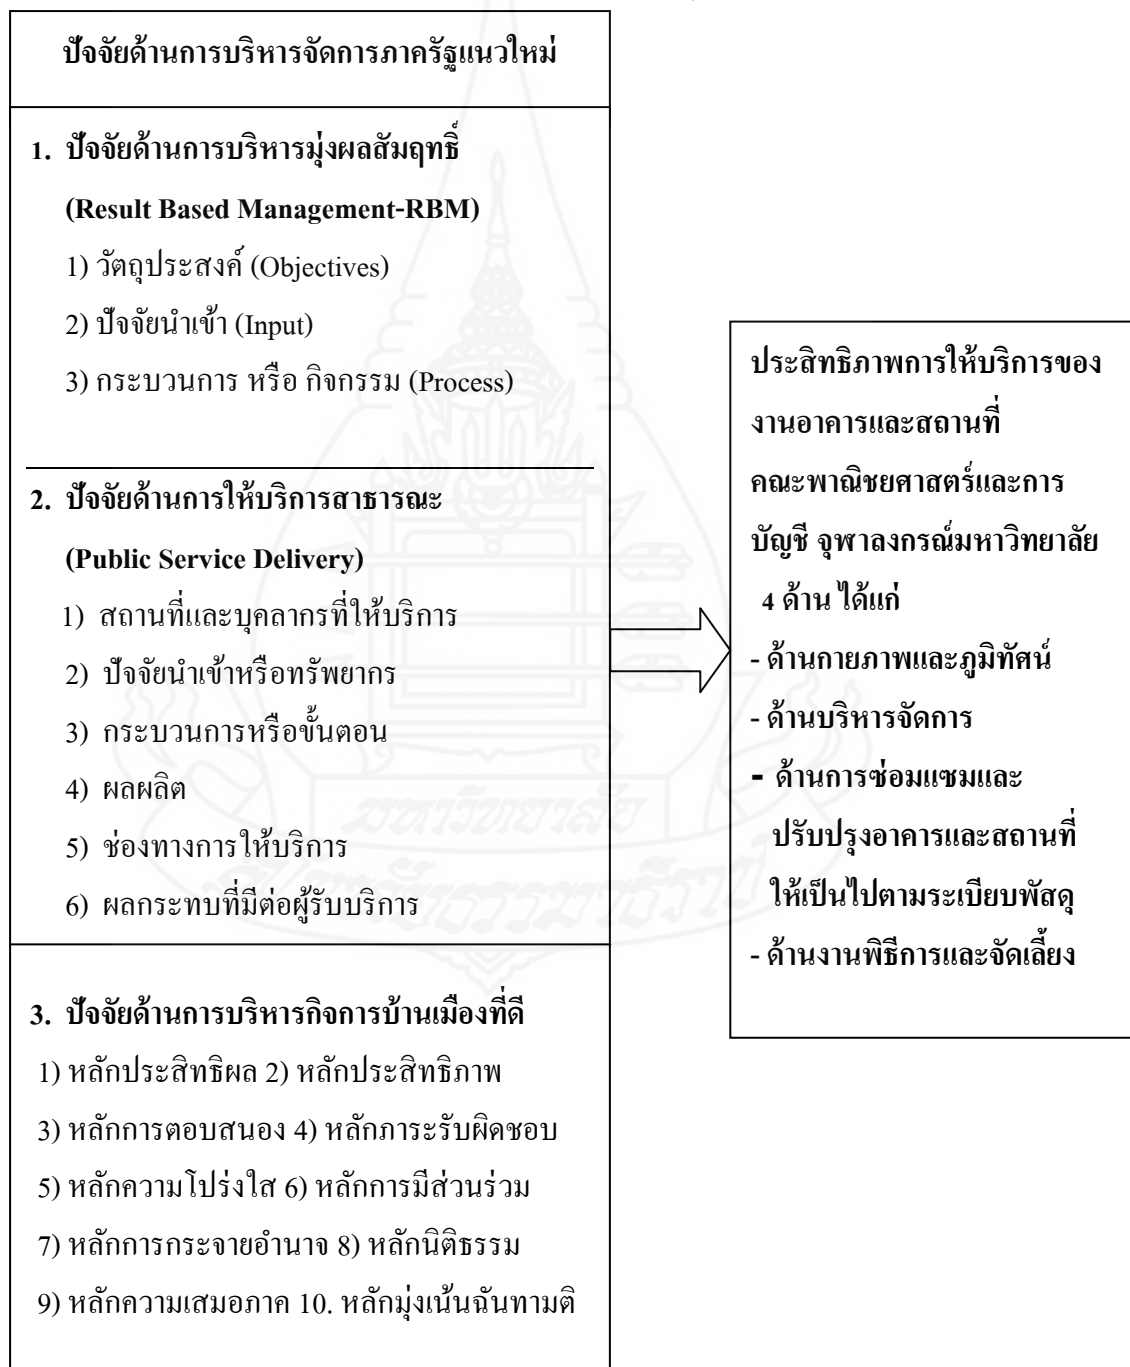 ปัจจัยด้านการบริหารจัดการภาครัฐแนวใหม่
1. ปัจจัยด้านการบริหารมุ่งผลสัมฤทธิ์
(Result Based Management-RBM)
1) วัตถุประสงค์ (Objectives)
2) ปัจจัยนำเข้า (Input)
3) กระบวนการ หรือ กิจกรรม (Process)
2. ปัจจัยด้านการให้บริการสาธารณะ
(Public Service Delivery)
1) สถานที่และบุคลากรที่ให้บริการ
2) ปัจจัยนำเข้าหรือทรัพยากร
3) กระบวนการหรือขั้นตอน
4) ผลผลิต
5) ช่องทางการให้บริการ
6) ผลกระทบที่มีต่อผู้รับบริการ
3. ปัจจัยด้านการบริหารกิจการบ้านเมืองที่ดี
1) หลักประสิทธิผล 2) หลักประสิทธิภาพ
3) หลักการตอบสนอง 4) หลักภาระรับผิดชอบ
5) หลักความโปร่งใส 6) หลักการมีส่วนร่วม
7) หลักการกระจายอำนาจ 8) หลักนิติธรรม
9) หลักความเสมอภาค 10. หลักมุ่งเน้นฉันทามติ
ประสิทธิภาพการให้บริการของ
งานอาคารและสถานที่
คณะพาณิชยศาสตร์และการ
บัญชี จุฬาลงกรณ์มหาวิทยาลัย
4 ด้าน ได้แก่
- ด้านกายภาพและภูมิทัศน์
- ด้านบริหารจัดการ
- ด้านการซ่อมแซมและ
ปรับปรุงอาคารและสถานที่
ให้เป็นไปตามระเบียบพัสดุ
- ด้านงานพิธีการและจัดเลี้ยง
มหาวิทยาลัย
สุโขทัยธรรมาธิราช